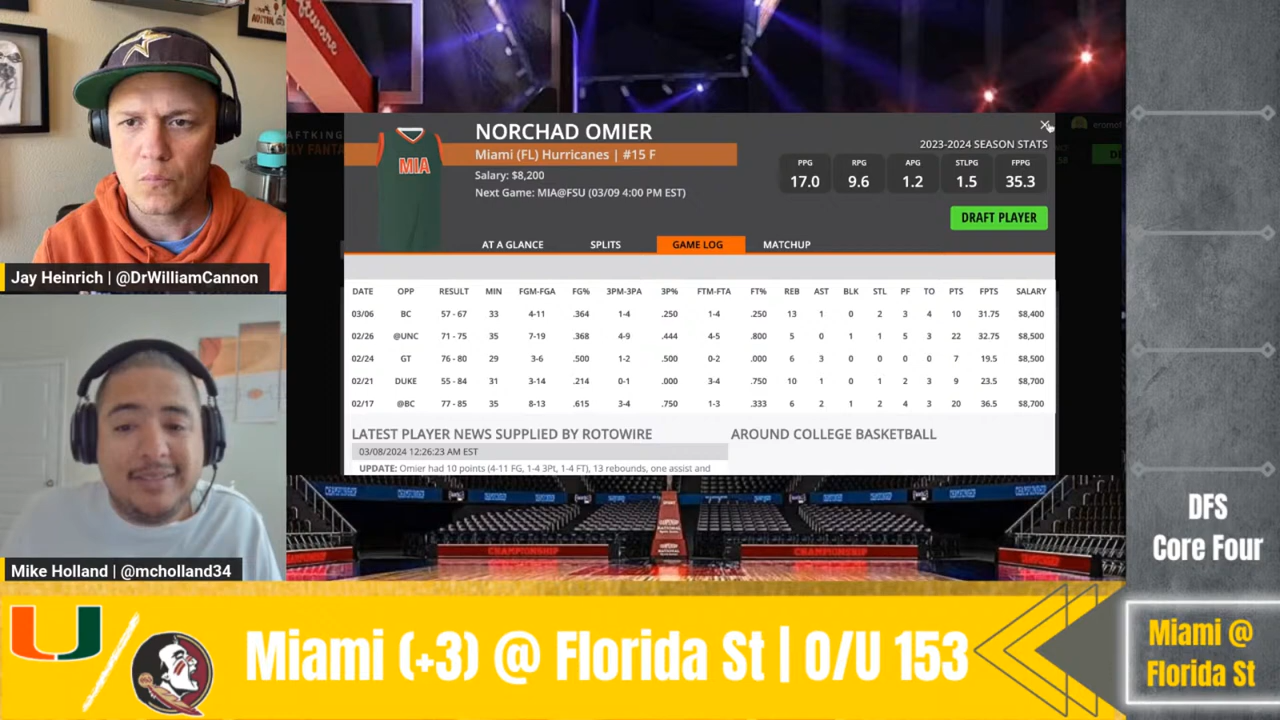 AUSTIN,
Jay Heinrich | @DrWilliamCannon
Mike Holland | @mcholland34
NORCHAD OMIER
Miami (FL) Hurricanes | #15 F
Salary: $8,200
Next Game: MIA@FSU (03/09 4:00 PM EST)
MIA
2023-2024 SEASON STATS
PPG RPG APG STLPG FPPG
17.0 9.6 1.2 1.5 35.3
DRAFT PLAYER
AT A GLANCE SPLITS GAME LOG MATCHUP
DATE OPP RESULT MIN FGM-FGA FG% 3PM-3PA 3P% FTM-FTA FT% REB AST BLK STL PF TO PTS FPTS SALARY
03/06 BC 57 - 67 33 4-11 .364 1-4 .250 1-4 .250 13 1 0 2 3 4 10 31.75 $8,400
02/26 @UNC 71 - 75 35 7-19 .368 4-9 .444 4-5 .800 5 0 1 1 5 3 22 32.75 $8,500
02/24 GT 76 - 80 29 3-6 .500 1-2 .500 0-2 .000 6 3 0 0 0 0 7 19.5 $8,500
02/21 DUKE 55 - 84 31 3-14 .214 0-1 .000 3-4 .750 10 1 0 1 2 3 9 23.5 $8,700
02/17 @BC 77 - 85 35 8-13 .615 3-4 .750 1-3 .333 6 2 1 2 4 3 20 36.5 $8,700
LATEST PLAYER NEWS SUPPLIED BY ROTOWIRE
03/08/2024 12:26:23 AM EST
UPDATE: Omier had 10 points (4-11 FG, 1-4 3Pt, 1-4 FT), 13 rebounds, one assist and
AROUND COLLEGE BASKETBALL
CHAMPIONSHIP
CHAMPIONSHIP
DFS
Core Four
Miami (+3) @ Florida St | O/U 153
Miami @
Florida St